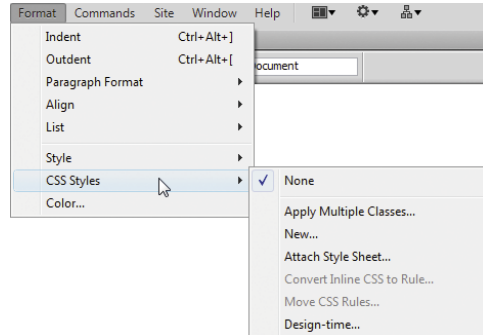 Format Commands Site Window Help
Indent Ctrl+Alt+]
Outdent Ctrl+Alt+[
ocument
Paragraph Format
Align
List
Style
CSS Styles
None
Color...
Apply Multiple Classes...
New...
Attach Style Sheet...
Convert Inline CSS to Rule...
Move CSS Rules...
Design-time...